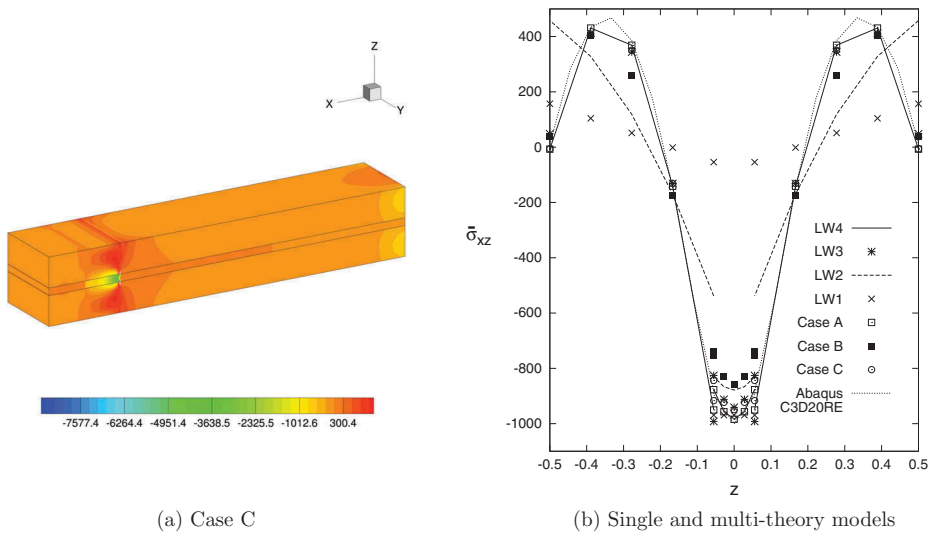 Z
X
Y
-7577.4 -6264.4 -4951.4 -3638.5 -2325.5 -1012.6 300.4
(a) Case C
400
200
0
-200
-400
-600
-800
-1000
σ̄xz
LW4
LW3
LW2
LW1
Case A
Case B
Case C
Abaqus
C3D20RE
-0.5 -0.4 -0.3 -0.2 -0.1 0 0.1 0.2 0.3 0.4 0.5
z
(b) Single and multi-theory models